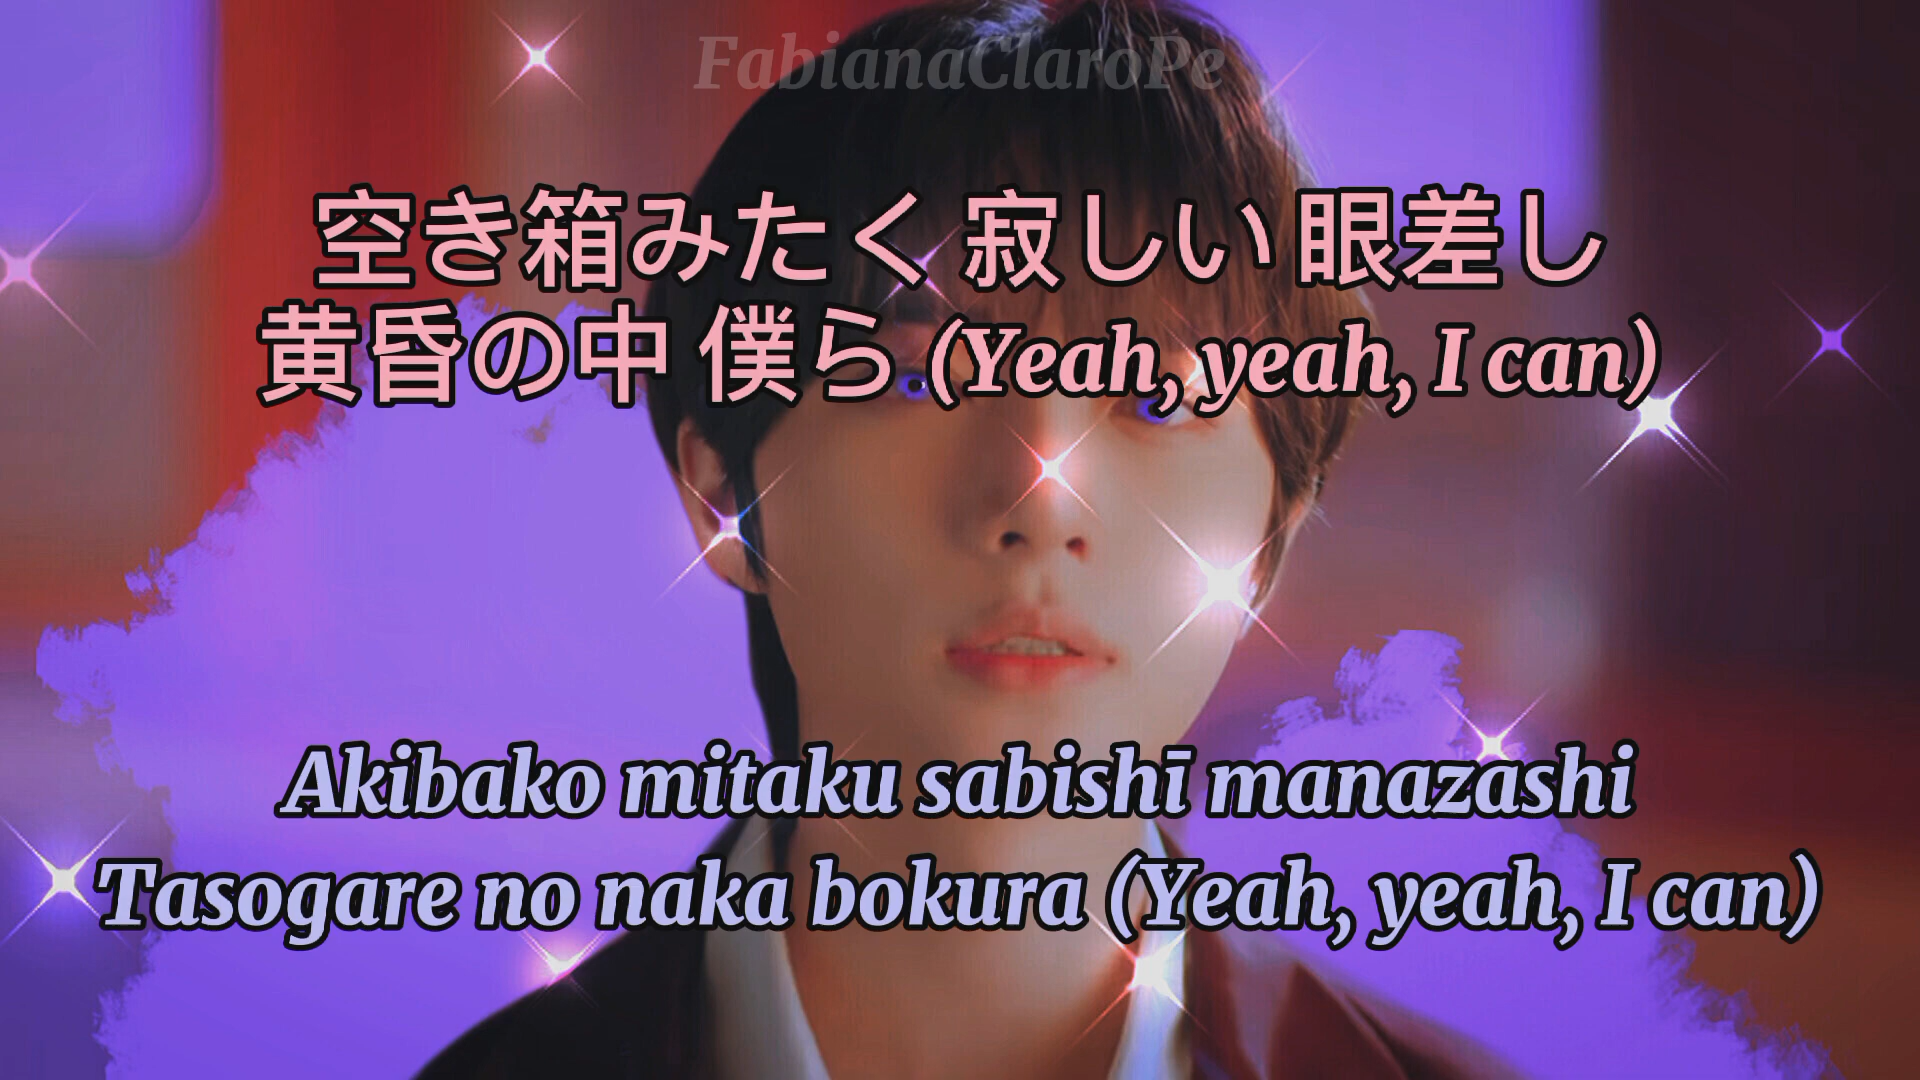 FabianaClaroPe
空き箱みたく 寂しい 眼差し
黄昏の中 僕ら (Yeah, yeah, I can)
Akibako mitaku sabishī manazashi
Tasogare no naka bokura (Yeah, yeah, I can)